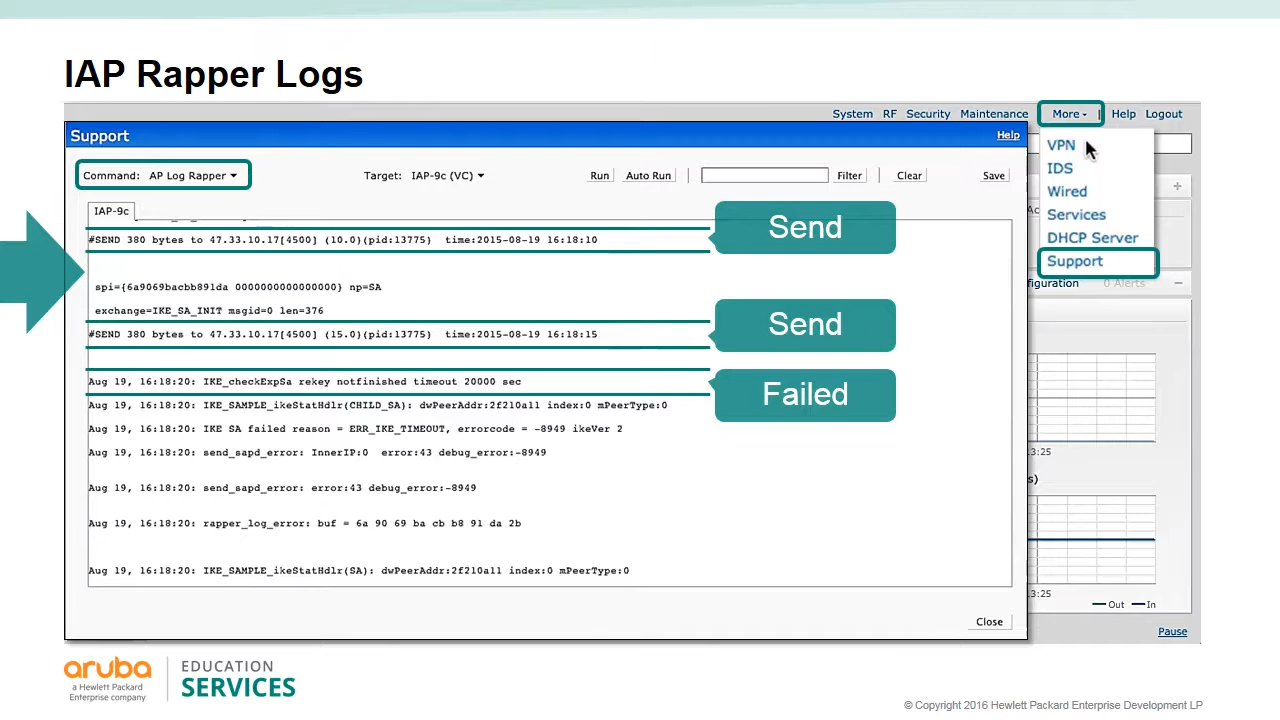 IAP Rapper Logs
System RF Security Maintenance More Help Logout
Support Help
VPN
IDS
Wired
Services
DHCP Server
Support
Command: AP Log Rapper Target: IAP-9c (VC) Run Auto Run | Filter | Clear Save
IAP-9c
#SEND 380 bytes to 47.33.10.17[4500] (10.0)(pid:13775) time:2015-08-19 16:18:10
Send
spi={6a9069bacbb891da 0000000000000000} np=SA
exchange=IKE_SA_INIT msgid=0 len=376
#SEND 380 bytes to 47.33.10.17[4500] (15.0)(pid:13775) time:2015-08-19 16:18:15
Send
Aug 19, 16:18:20: IKE_checkExpSa rekey notfinished timeout 20000 sec
Failed
Aug 19, 16:18:20: IKE_SAMPLE_ikeStatHdlr(CHILD_SA): dwPeerAddr:2f210a11 index:0 mPeerType:0
Aug 19, 16:18:20: IKE SA failed reason = ERR_IKE_TIMEOUT, errorcode = -8949 ikeVer 2
Aug 19, 16:18:20: send_sapd_error: InnerIP:0 error:43 debug_error:-8949
Aug 19, 16:18:20: send_sapd_error: error:43 debug_error:-8949
Aug 19, 16:18:20: rapper_log_error: buf = 6a 90 69 ba cb b8 91 da 2b
Aug 19, 16:18:20: IKE_SAMPLE_ikeStatHdlr(SA): dwPeerAddr:2f210a11 index:0 mPeerType:0
figuration 0 Alerts
13:25
s)
13:25
Out In
Close
Pause
aruba
a Hewlett Packard
Enterprise company
EDUCATION
SERVICES
© Copyright 2016 Hewlett Packard Enterprise Development LP